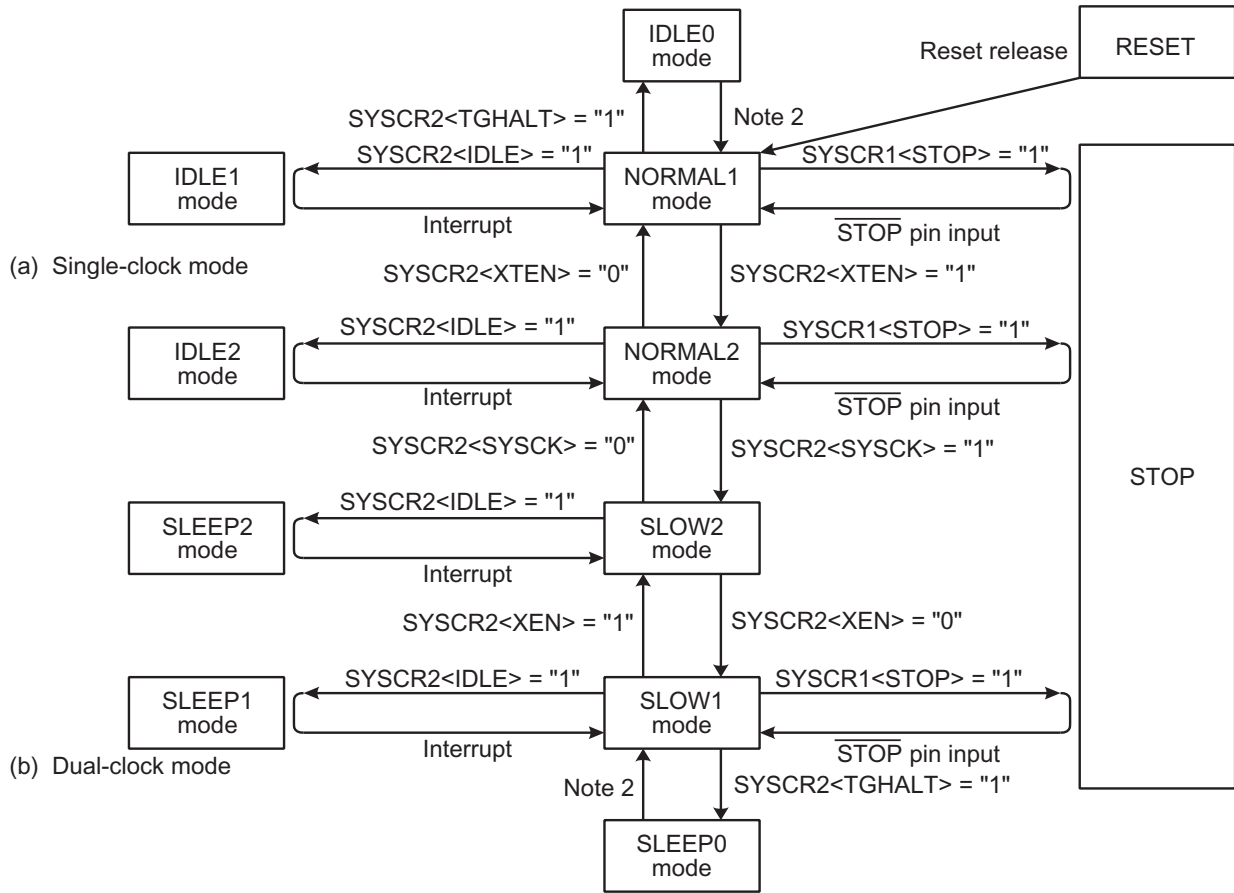 IDLE0
mode
Reset release
RESET
SYSCR2<TGHALT> = "1"
Note 2
IDLE1
mode
SYSCR2<IDLE> = "1"
Interrupt
NORMAL1
mode
SYSCR1<STOP> = "1"
STOP pin input
(a) Single-clock mode
SYSCR2<XTEN> = "0"
SYSCR2<XTEN> = "1"
IDLE2
mode
SYSCR2<IDLE> = "1"
Interrupt
NORMAL2
mode
SYSCR1<STOP> = "1"
STOP pin input
SYSCR2<SYSCK> = "0"
SYSCR2<SYSCK> = "1"
STOP
SLEEP2
mode
SYSCR2<IDLE> = "1"
Interrupt
SLOW2
mode
SYSCR2<XEN> = "1"
SYSCR2<XEN> = "0"
SLEEP1
mode
SYSCR2<IDLE> = "1"
Interrupt
SLOW1
mode
SYSCR1<STOP> = "1"
STOP pin input
(b) Dual-clock mode
Note 2
SYSCR2<TGHALT> = "1"
SLEEP0
mode